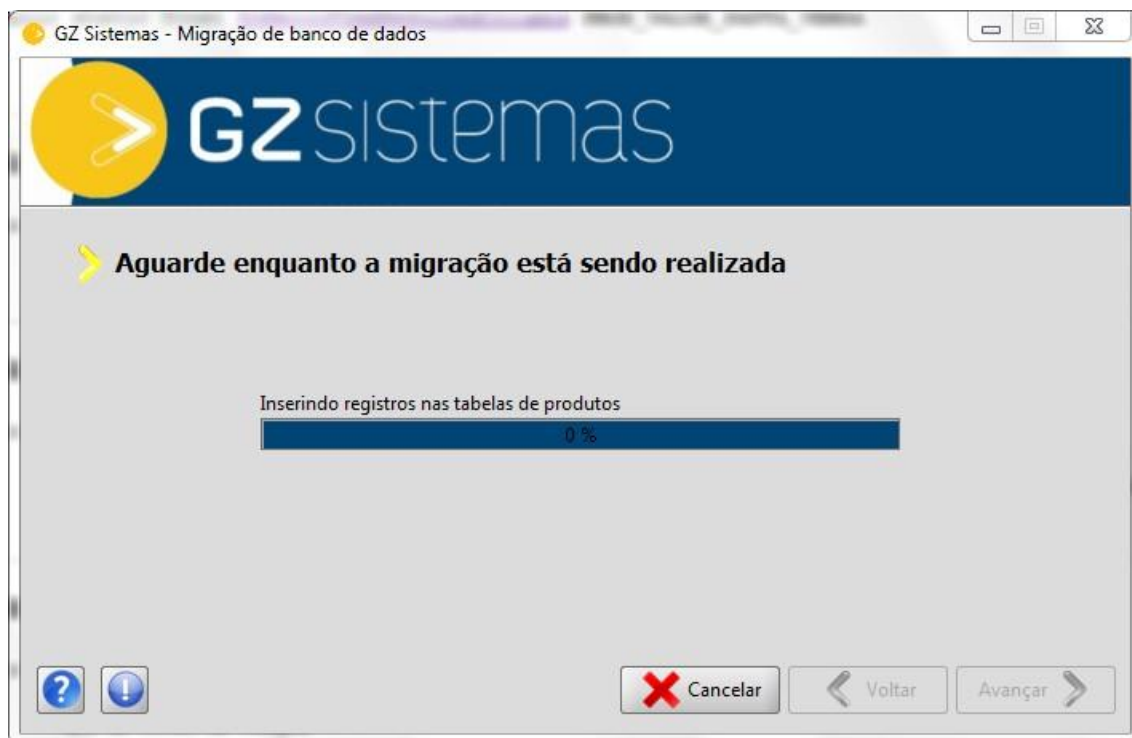 GZ Sistemas - Migração de banco de dados
GZsistemas
Aguarde enquanto a migração está sendo realizada
Inserindo registros nas tabelas de produtos
0 %
Cancelar
Voltar
Avançar